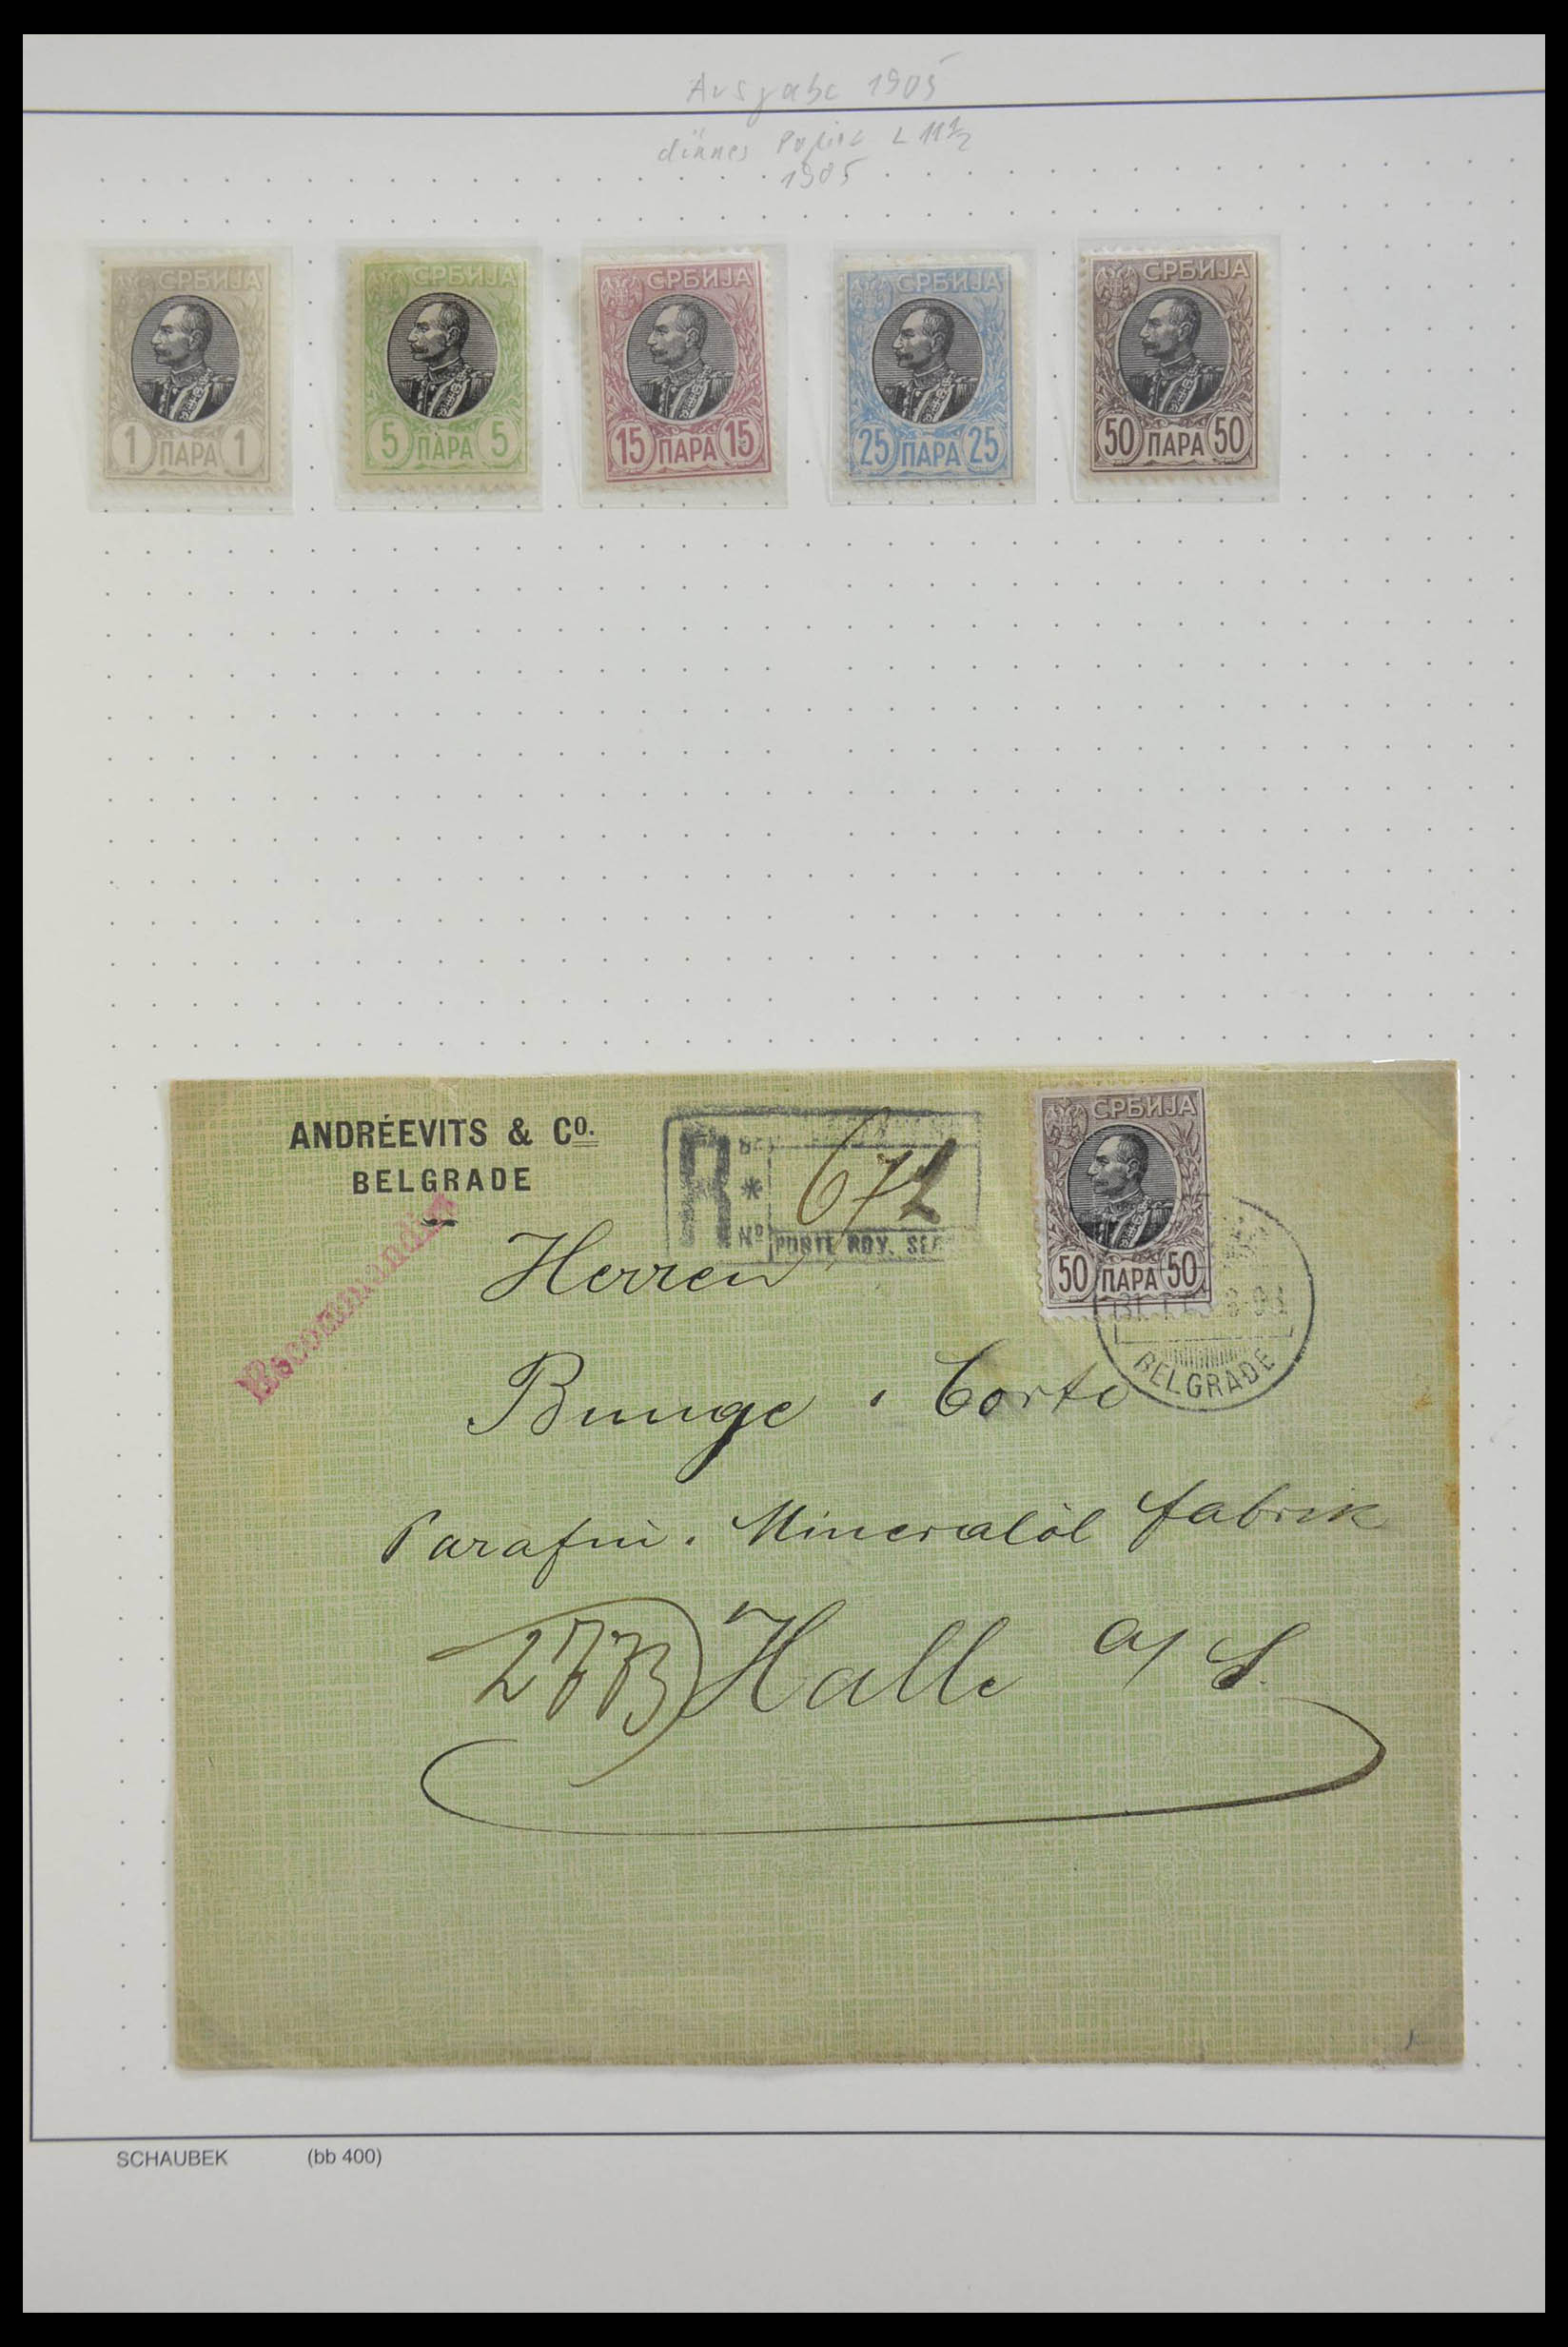 Ausgabe 1905
dünnes Papier L 11½
1905
СРБИЈА
1 ПАРА 1
СРБИЈА
5 ПАРА 5
СРБИЈА
15 ПАРА 15
СРБИЈА
25 ПАРА 25
СРБИЈА
50 ПАРА 50
ANDRÉEVITS & Cº.
BELGRADE
Recommandirt
R
*
Nº
672
POSTE ROY. SER
СРБИЈА
50 ПАРА 50
BELGRADE
Herren
Bunge & Corte
Parafin. Mineralöl fabrik
Halle a/S.
SCHAUBEK (bb 400)